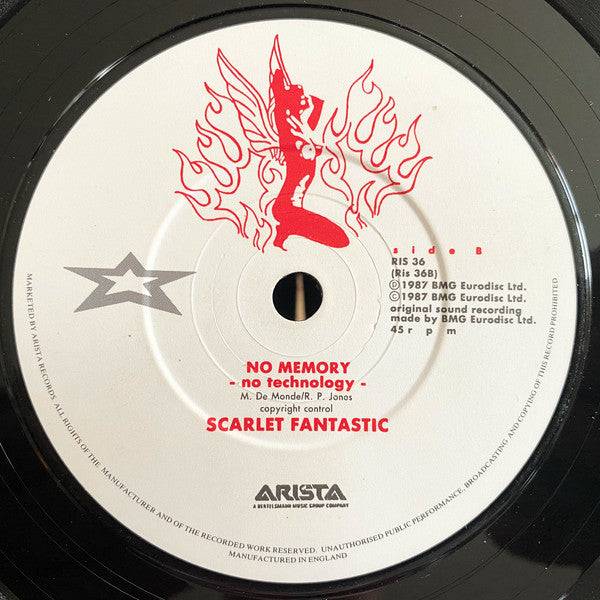 side B
RIS 36
(Ris 36B)
℗1987 BMG Eurodisc Ltd.
©1987 BMG Eurodisc Ltd.
original sound recording
made by BMG Eurodisc Ltd.
45 rpm
NO MEMORY
- no technology -
M. De Monde/R. P. Jones
copyright control
SCARLET FANTASTIC
ARISTA
A BERTELSMANN MUSIC GROUP COMPANY
MARKETED BY ARISTA RECORDS. ALL RIGHTS OF THE MANUFACTURER AND OF THE RECORDED WORK RESERVED. UNAUTHORISED PUBLIC PERFORMANCE, BROADCASTING AND COPYING OF THIS RECORD PROHIBITED
MANUFACTURED IN ENGLAND